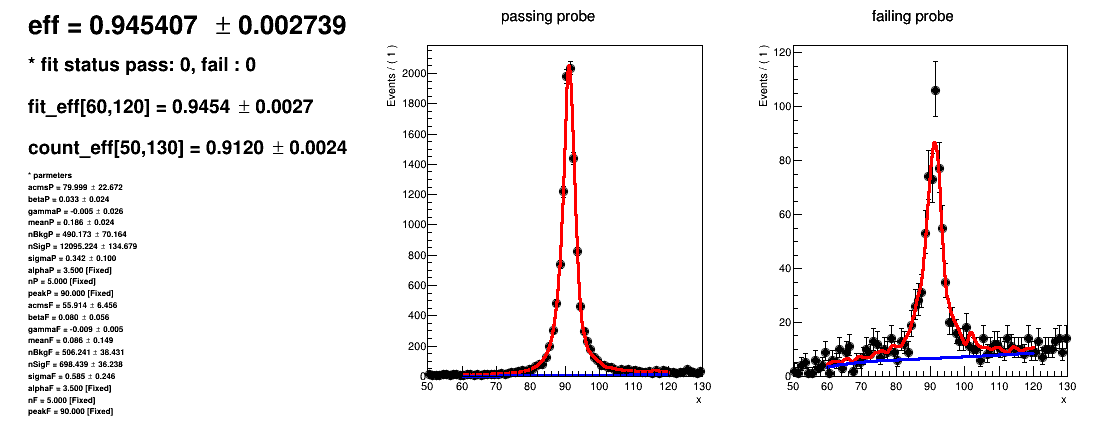 eff = 0.945407 ± 0.002739
* fit status pass: 0, fail : 0
fit_eff[60,120] = 0.9454 ± 0.0027
count_eff[50,130] = 0.9120 ± 0.0024
* parmeters
acmsP = 79.999 ± 22.672
betaP = 0.033 ± 0.024
gammaP = -0.005 ± 0.026
meanP = 0.186 ± 0.024
nBkgP = 490.173 ± 70.164
nSigP = 12095.224 ± 134.679
sigmaP = 0.342 ± 0.100
alphaP = 3.500 [Fixed]
nP = 5.000 [Fixed]
peakP = 90.000 [Fixed]
acmsF = 55.914 ± 6.456
betaF = 0.080 ± 0.056
gammaF = -0.009 ± 0.005
meanF = 0.086 ± 0.149
nBkgF = 506.241 ± 38.431
nSigF = 698.439 ± 36.238
sigmaF = 0.585 ± 0.246
alphaF = 3.500 [Fixed]
nF = 5.000 [Fixed]
peakF = 90.000 [Fixed]
passing probe
Events / ( 1 )
2000
1800
1600
1400
1200
1000
800
600
400
200
0
50 60 70 80 90 100 110 120 130
x
failing probe
Events / ( 1 )
120
100
80
60
40
20
0
50 60 70 80 90 100 110 120 130
x